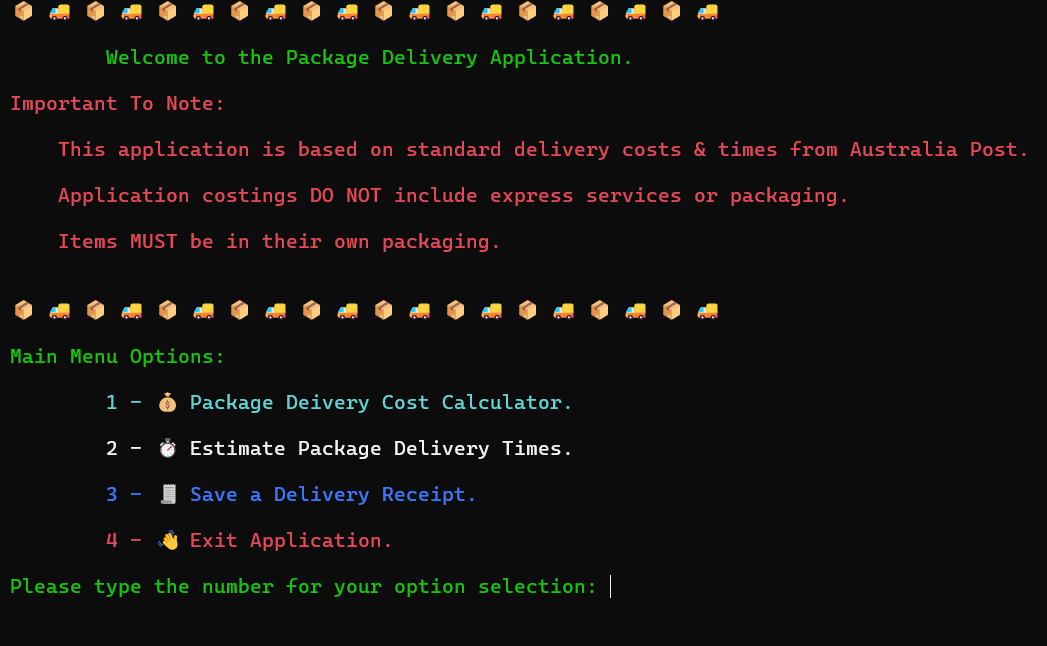 Welcome to the Package Delivery Application.
Important To Note:
This application is based on standard delivery costs & times from Australia Post.
Application costings DO NOT include express services or packaging.
Items MUST be in their own packaging.
Main Menu Options:
1 - 💰 Package Deivery Cost Calculator.
2 - ⏱ Estimate Package Delivery Times.
3 - 🧾 Save a Delivery Receipt.
4 - 👋 Exit Application.
Please type the number for your option selection: